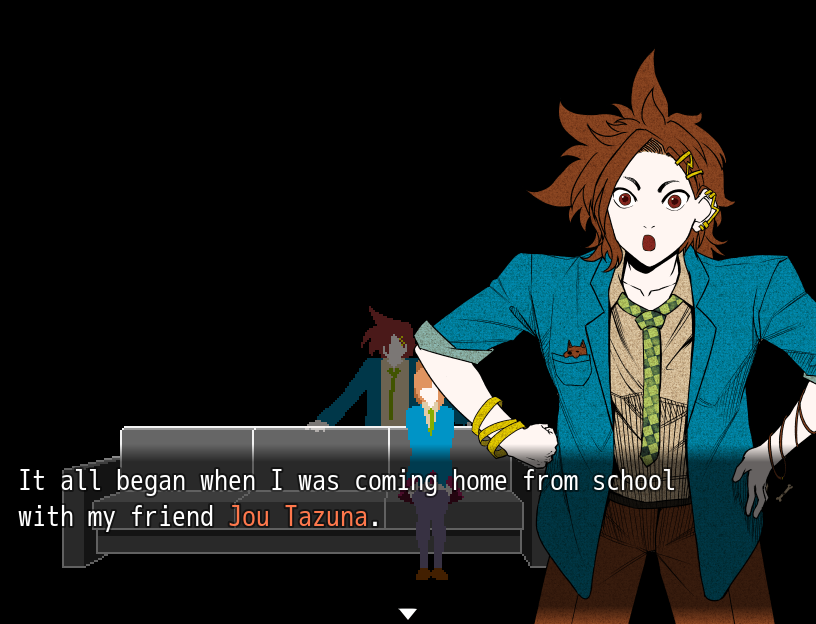 It all began when I was coming home from school
with my friend Jou Tazuna.